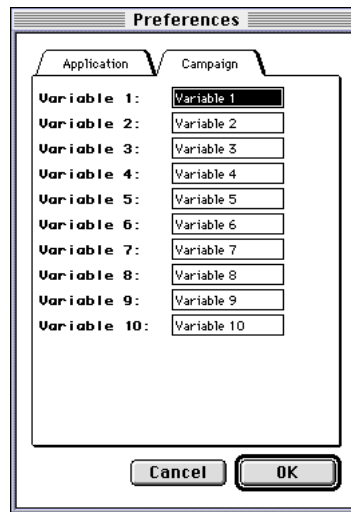 Preferences
Application Campaign
Variable 1: Variable 1
Variable 2: Variable 2
Variable 3: Variable 3
Variable 4: Variable 4
Variable 5: Variable 5
Variable 6: Variable 6
Variable 7: Variable 7
Variable 8: Variable 8
Variable 9: Variable 9
Variable 10: Variable 10
Cancel OK